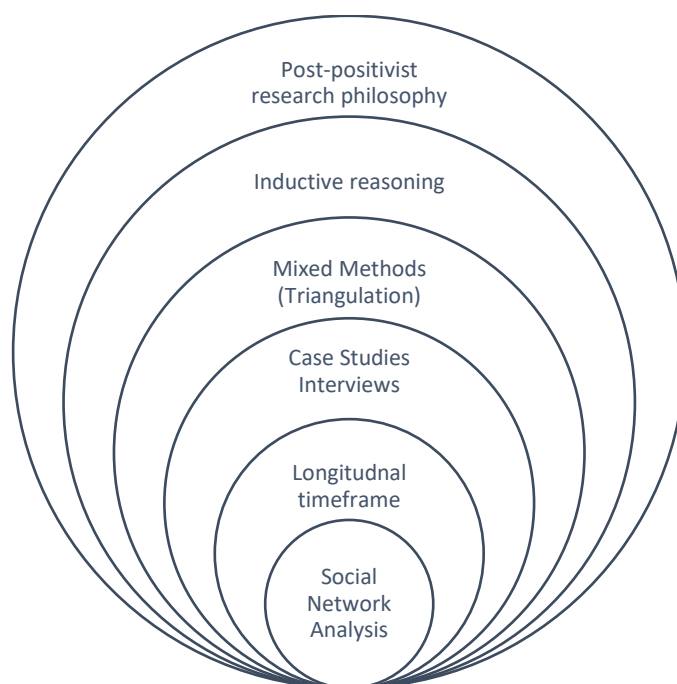 Post-positivist
research philosophy
Inductive reasoning
Mixed Methods
(Triangulation)
Case Studies
Interviews
Longitudnal
timeframe
Social
Network
Analysis